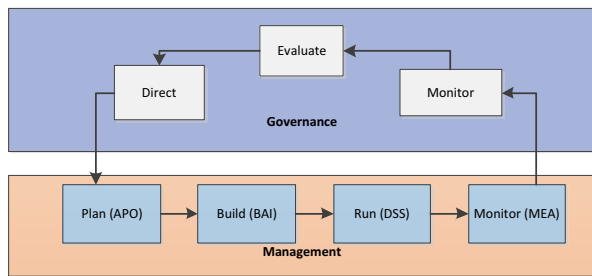 Evaluate
Direct
Monitor
Governance
Plan (APO)
Build (BAI)
Run (DSS)
Monitor (MEA)
Management